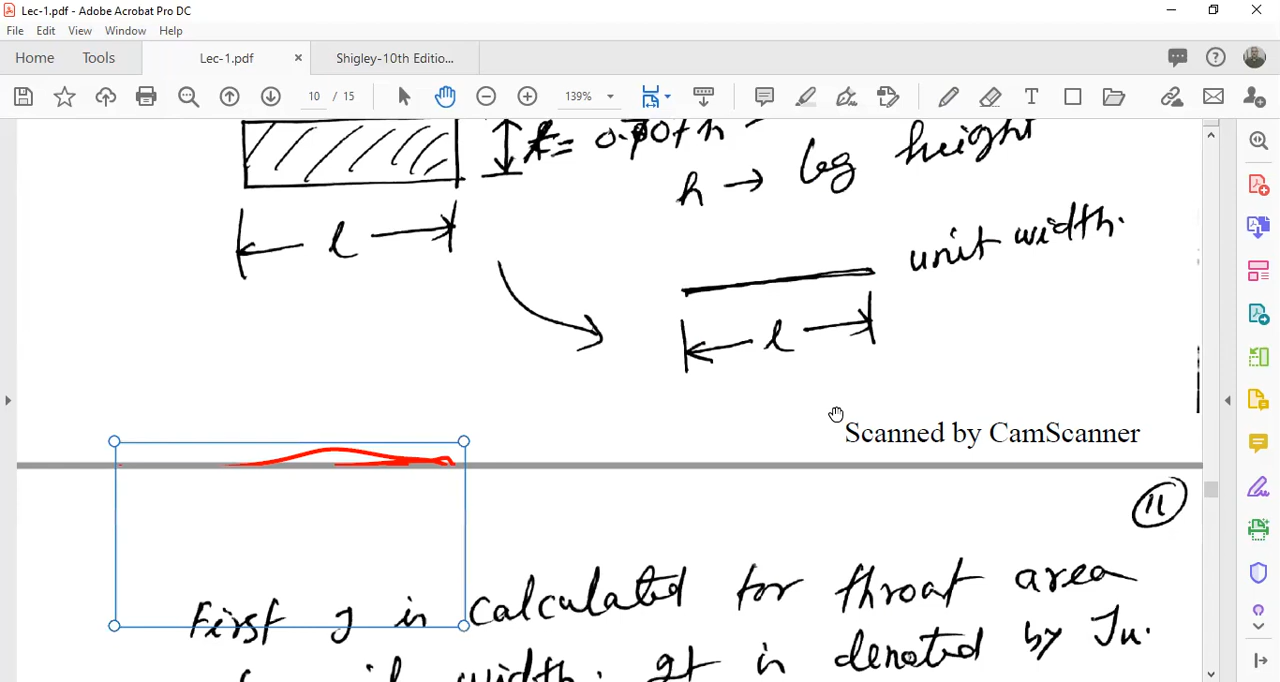 Lec-1.pdf - Adobe Acrobat Pro DC
File Edit View Window Help
Home Tools Lec-1.pdf × Shigley-10th Editio...
10 / 15 139%
t = 0.707 h
h → leg height
l
unit width.
l
Scanned by CamScanner
11
First J is calculated for throat area
width. It is denoted by Ju.